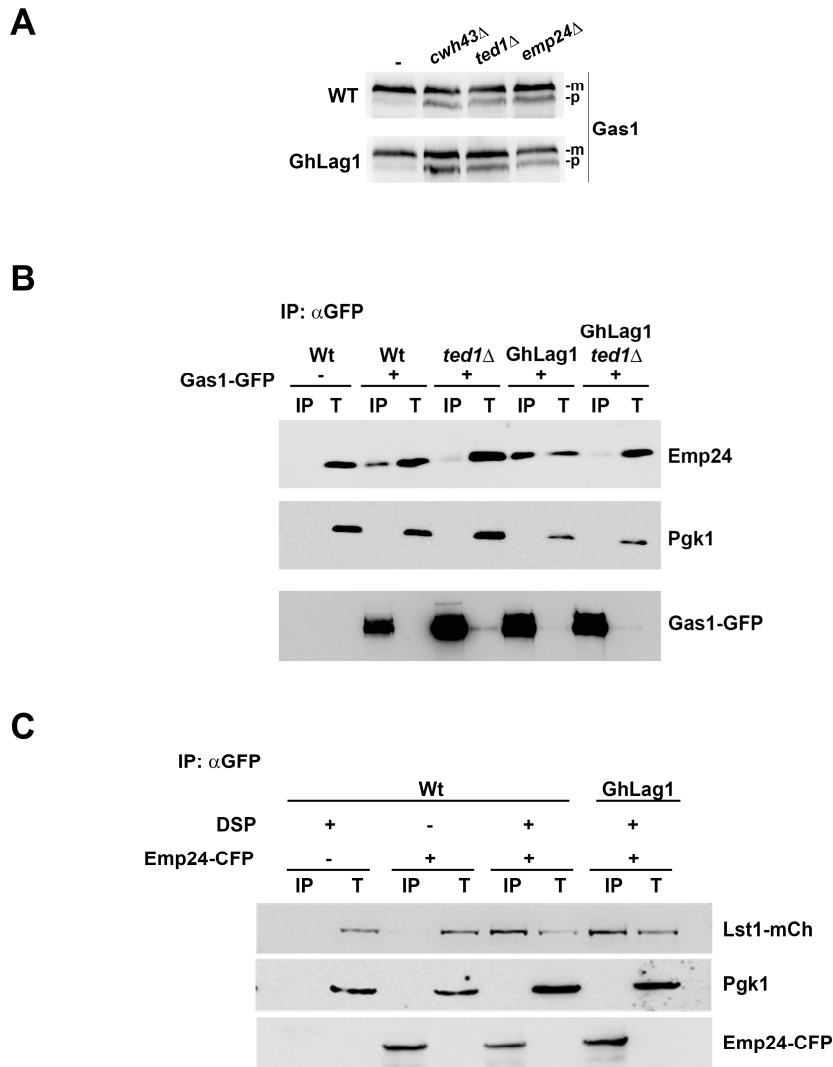 A
- cwh43Δ ted1Δ emp24Δ
WT
-m
-p
Gas1
GhLag1
-m
-p
B
IP: αGFP
Wt Wt ted1Δ GhLag1 GhLag1 ted1Δ
Gas1-GFP - + + + +
IP T IP T IP T IP T IP T
Emp24
Pgk1
Gas1-GFP
C
IP: αGFP
Wt GhLag1
DSP + - + +
Emp24-CFP - + + +
IP T IP T IP T IP T
Lst1-mCh
Pgk1
Emp24-CFP